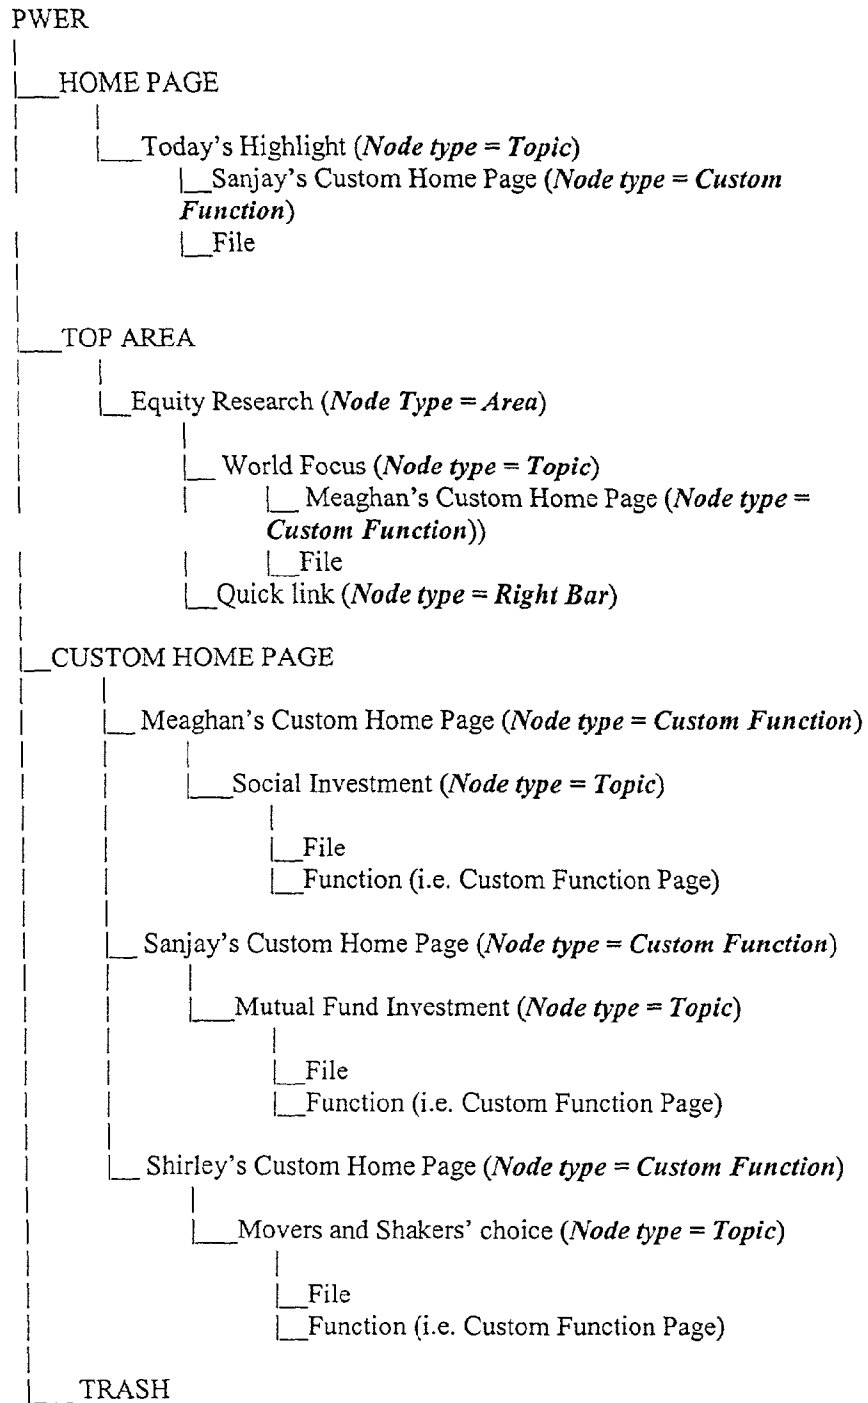 PWER
HOME PAGE
Today's Highlight (Node type = Topic)
Sanjay's Custom Home Page (Node type = Custom
Function)
File
TOP AREA
Equity Research (Node Type = Area)
World Focus (Node type = Topic)
Meaghan's Custom Home Page (Node type =
Custom Function))
File
Quick link (Node type = Right Bar)
CUSTOM HOME PAGE
Meaghan's Custom Home Page (Node type = Custom Function)
Social Investment (Node type = Topic)
File
Function (i.e. Custom Function Page)
Sanjay's Custom Home Page (Node type = Custom Function)
Mutual Fund Investment (Node type = Topic)
File
Function (i.e. Custom Function Page)
Shirley's Custom Home Page (Node type = Custom Function)
Movers and Shakers' choice (Node type = Topic)
File
Function (i.e. Custom Function Page)
TRASH